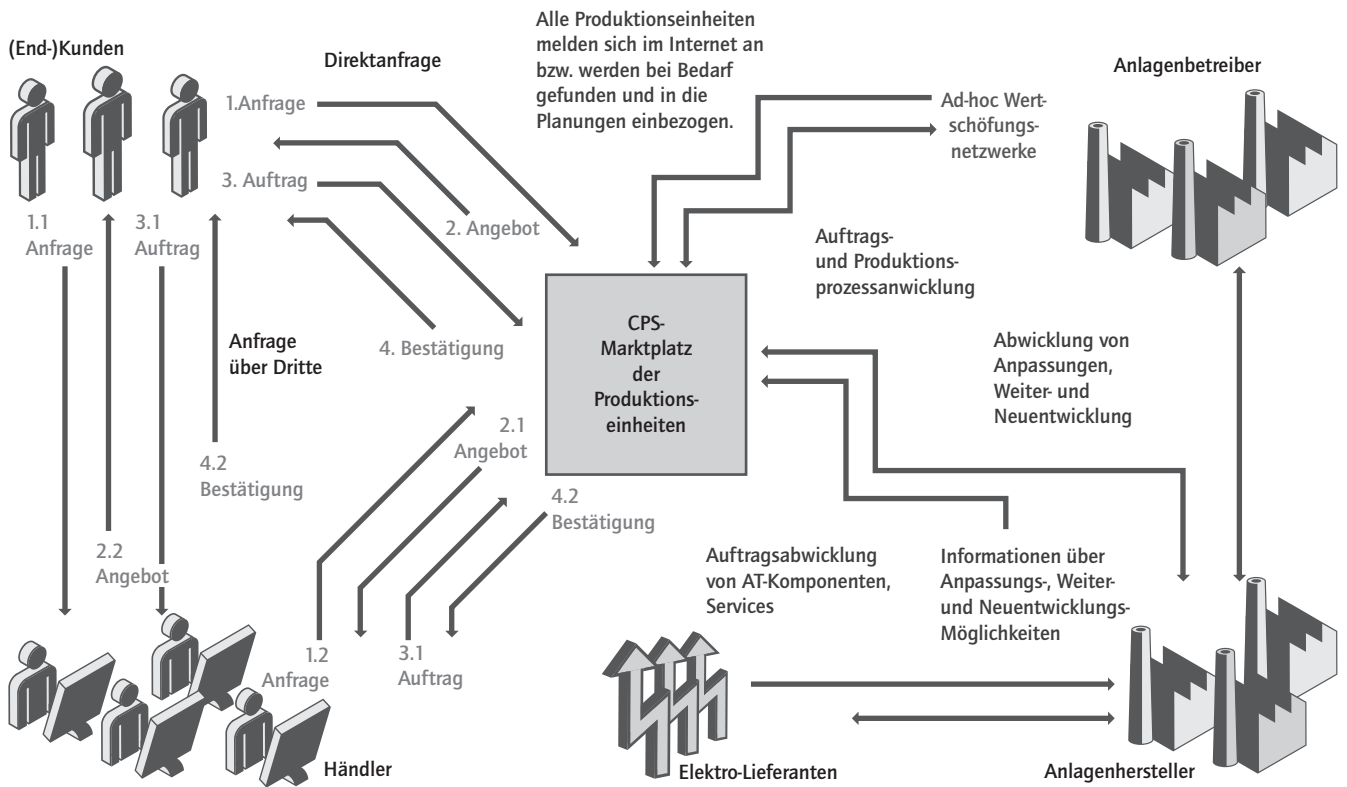 (End-)Kunden
Direktanfrage
Alle Produktionseinheiten
melden sich im Internet an
bzw. werden bei Bedarf
gefunden und in die
Planungen einbezogen.
Anlagenbetreiber
1.Anfrage
Ad-hoc Wert-
schöfungs-
netzwerke
3. Auftrag
2. Angebot
1.1
Anfrage
3.1
Auftrag
Auftrags-
und Produktions-
prozessanwicklung
Anfrage
über Dritte
4. Bestätigung
CPS-
Marktplatz
der
Produktions-
einheiten
Abwicklung von
Anpassungen,
Weiter- und
Neuentwicklung
2.1
Angebot
4.2
Bestätigung
4.2
Bestätigung
2.2
Angebot
Auftragsabwicklung
von AT-Komponenten,
Services
Informationen über
Anpassungs-, Weiter-
und Neuentwicklungs-
Möglichkeiten
1.2
Anfrage
3.1
Auftrag
Händler
Elektro-Lieferanten
Anlagenhersteller